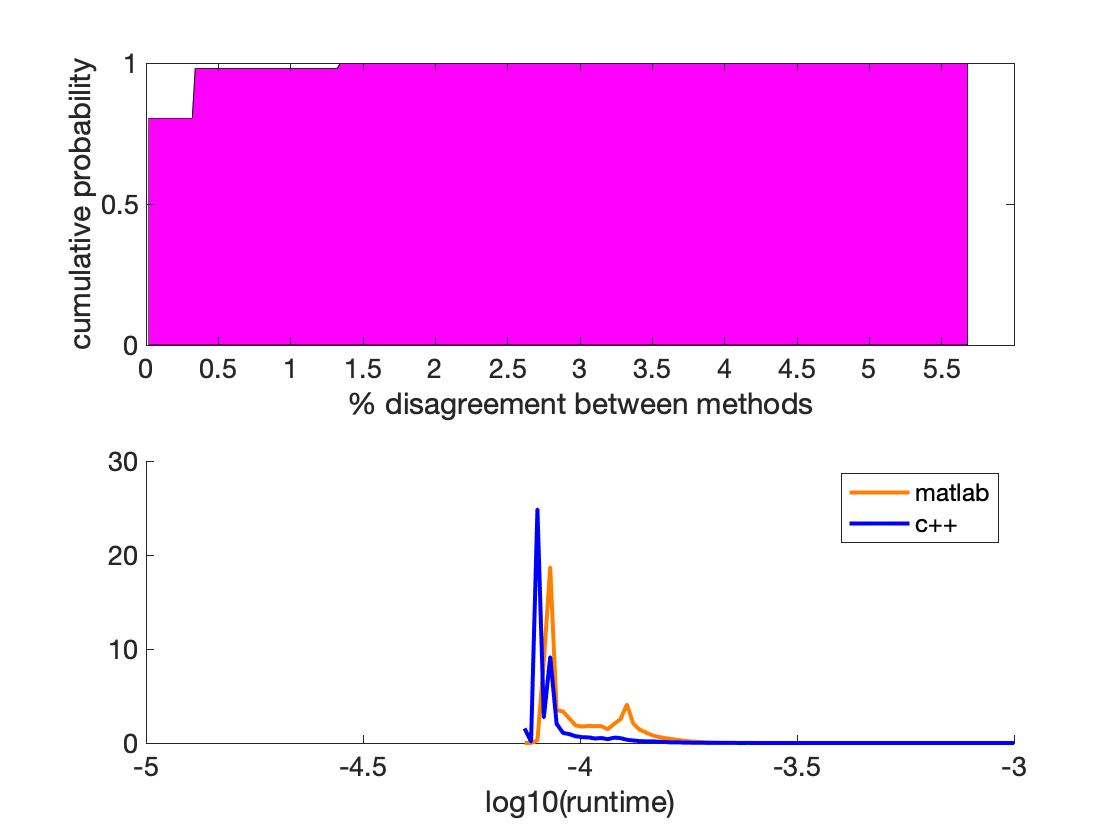 cumulative probability
1
0.5
0
0 0.5 1 1.5 2 2.5 3 3.5 4 4.5 5 5.5
% disagreement between methods
30
20
10
0
matlab
c++
-5 -4.5 -4 -3.5 -3
log10(runtime)